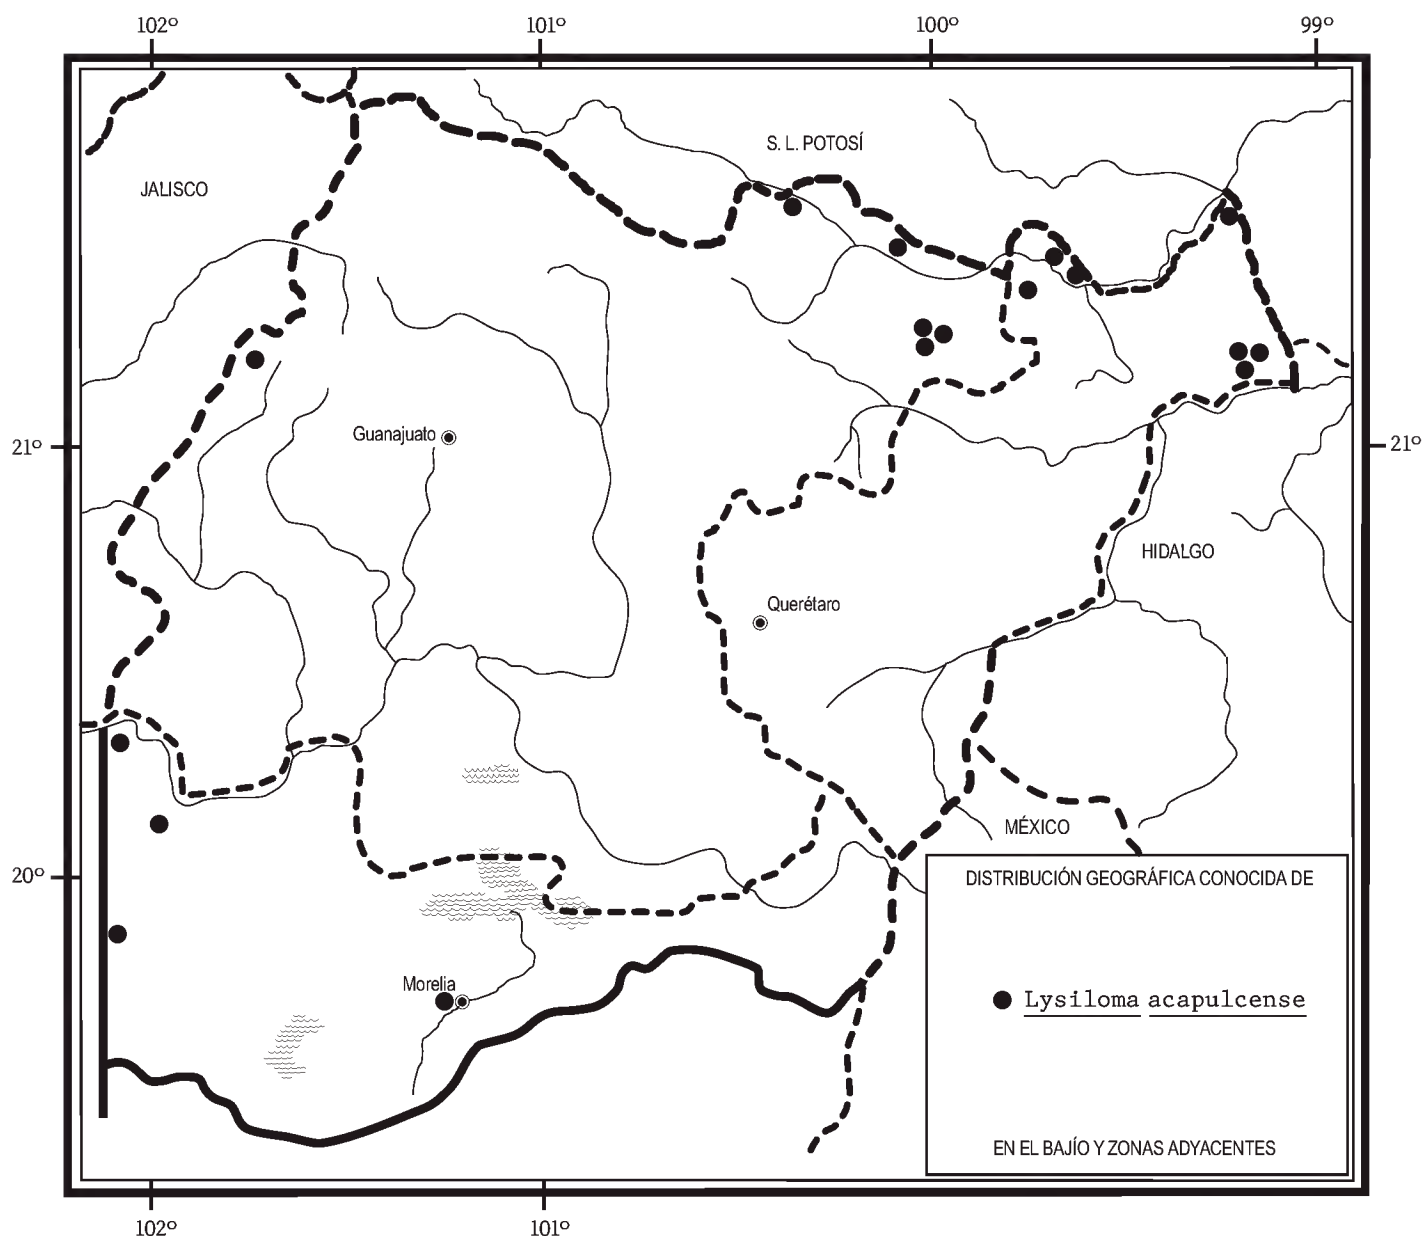 102º 101º 100º 99º
S. L. POTOSÍ
JALISCO
Guanajuato
21º 21º
HIDALGO
Querétaro
MÉXICO
20º
DISTRIBUCIÓN GEOGRÁFICA CONOCIDA DE
Morelia
Lysiloma acapulcense
EN EL BAJÍO Y ZONAS ADYACENTES
102º 101º